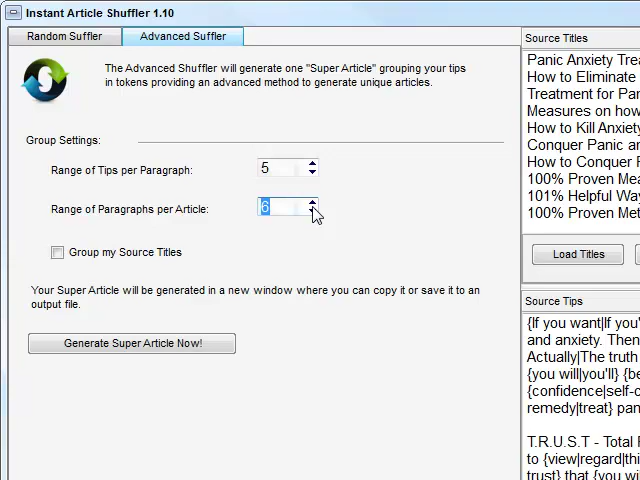 Instant Article Shuffler 1.10
Random Suffler
Advanced Suffler
The Advanced Shuffler will generate one "Super Article" grouping your tips
in tokens providing an advanced method to generate unique articles.
Group Settings:
Range of Tips per Paragraph:
5
Range of Paragraphs per Article:
6
Group my Source Titles
Your Super Article will be generated in a new window where you can copy it or save it to an
output file.
Generate Super Article Now!
Source Titles
Panic Anxiety Trea
How to Eliminate
Treatment for Pan
Measures on how
How to Kill Anxiety
Conquer Panic an
How to Conquer P
100% Proven Mea
101% Helpful Way
100% Proven Met
Load Titles
Source Tips
{If you want|If you'
and anxiety. Then
Actually|The truth
{you will|you'll} {be
{confidence|self-c
remedy|treat} pan
T.R.U.S.T - Total R
to {view|regard|thi
trust} that {you wi